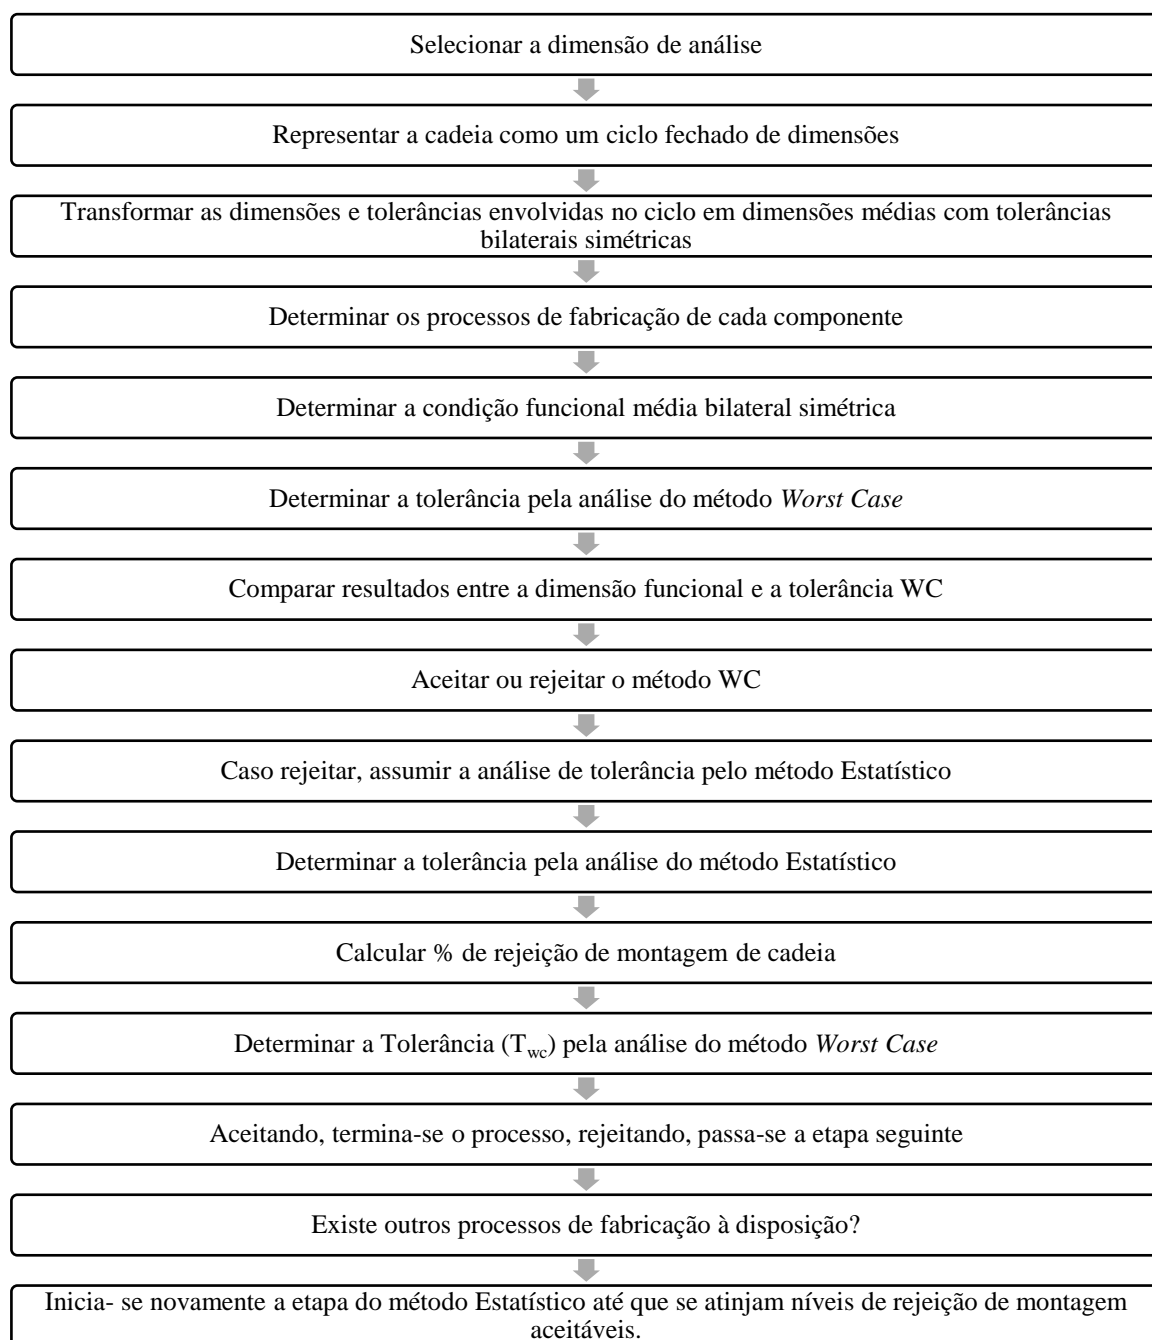 Selecionar a dimensão de análise
Representar a cadeia como um ciclo fechado de dimensões
Transformar as dimensões e tolerâncias envolvidas no ciclo em dimensões médias com tolerâncias
bilaterais simétricas
Determinar os processos de fabricação de cada componente
Determinar a condição funcional média bilateral simétrica
Determinar a tolerância pela análise do método Worst Case
Comparar resultados entre a dimensão funcional e a tolerância WC
Aceitar ou rejeitar o método WC
Caso rejeitar, assumir a análise de tolerância pelo método Estatístico
Determinar a tolerância pela análise do método Estatístico
Calcular % de rejeição de montagem de cadeia
Determinar a Tolerância (Twc) pela análise do método Worst Case
Aceitando, termina-se o processo, rejeitando, passa-se a etapa seguinte
Existe outros processos de fabricação à disposição?
Inicia- se novamente a etapa do método Estatístico até que se atinjam níveis de rejeição de montagem
aceitáveis.